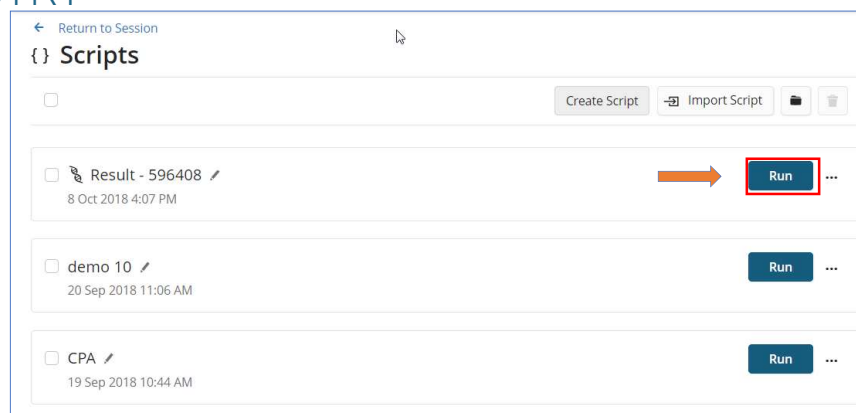 ← Return to Session
{} Scripts
Create Script Import Script
Result - 596408 Run ...
8 Oct 2018 4:07 PM
demo 10 Run ...
20 Sep 2018 11:06 AM
CPA Run ...
19 Sep 2018 10:44 AM